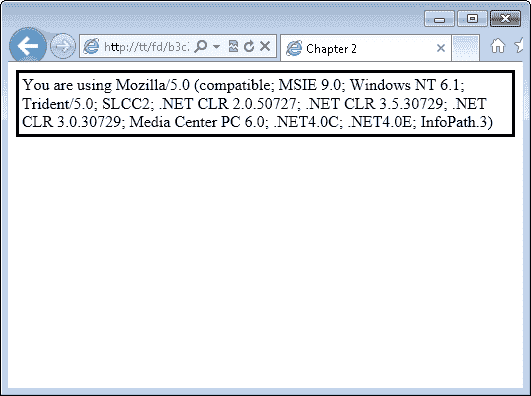 http://tt/fd/b3c
Chapter 2
You are using Mozilla/5.0 (compatible; MSIE 9.0; Windows NT 6.1;
Trident/5.0; SLCC2; .NET CLR 2.0.50727; .NET CLR 3.5.30729; .NET
CLR 3.0.30729; Media Center PC 6.0; .NET4.0C; .NET4.0E; InfoPath.3)